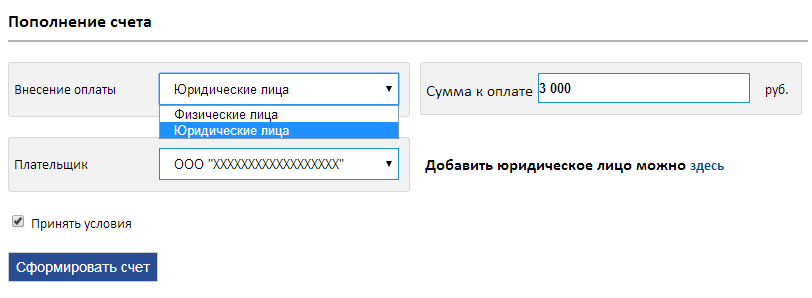 Пополнение счета
Внесение оплаты Юридические лица Сумма к оплате 3 000 руб.
Физические лица
Юридические лица
Плательщик ООО "XXXXXXXXXXXXXXXXXX" Добавить юридическое лицо можно здесь
Принять условия
Сформировать счет